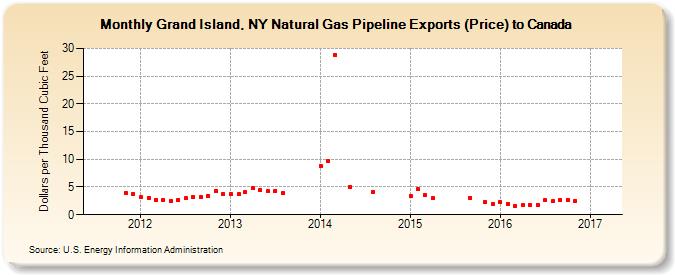 Monthly Grand Island, NY Natural Gas Pipeline Exports (Price) to Canada
Dollars per Thousand Cubic Feet
30
25
20
15
10
5
0
2012 2013 2014 2015 2016 2017
Source: U.S. Energy Information Administration